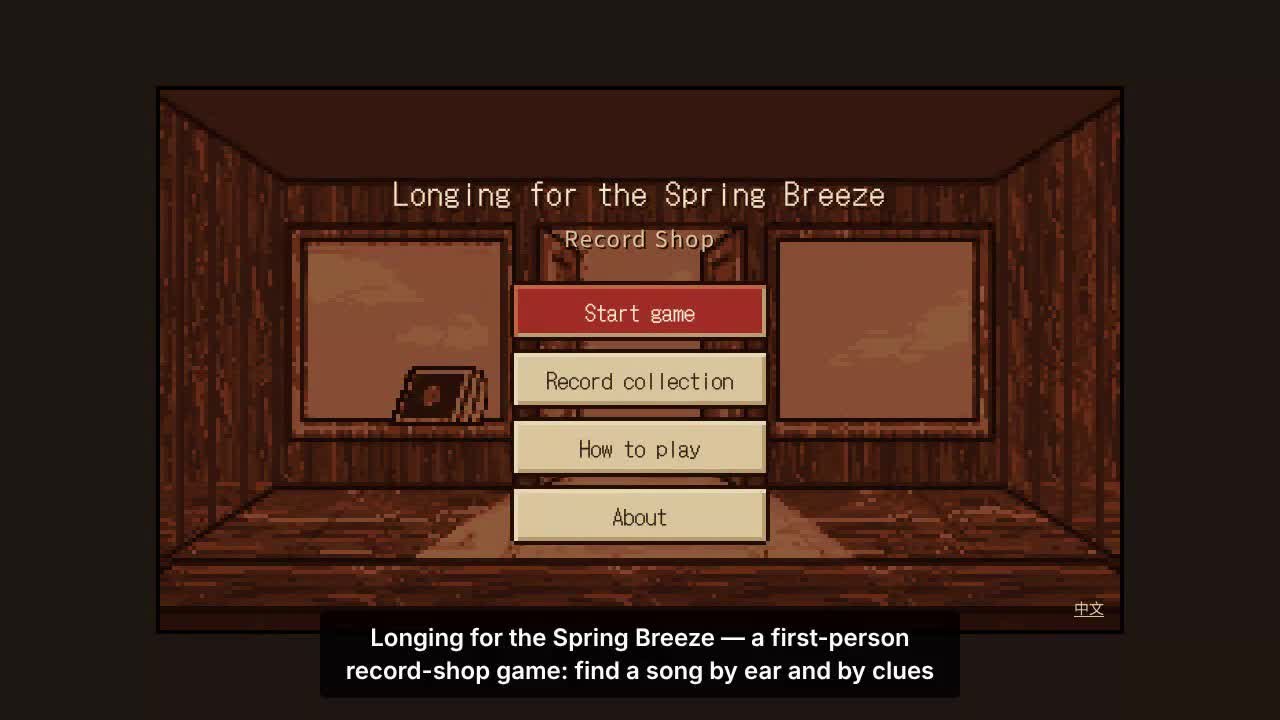 Longing for the Spring Breeze
Record Shop
Start game
Record collection
How to play
About
中文
Longing for the Spring Breeze — a first-person
record-shop game: find a song by ear and by clues